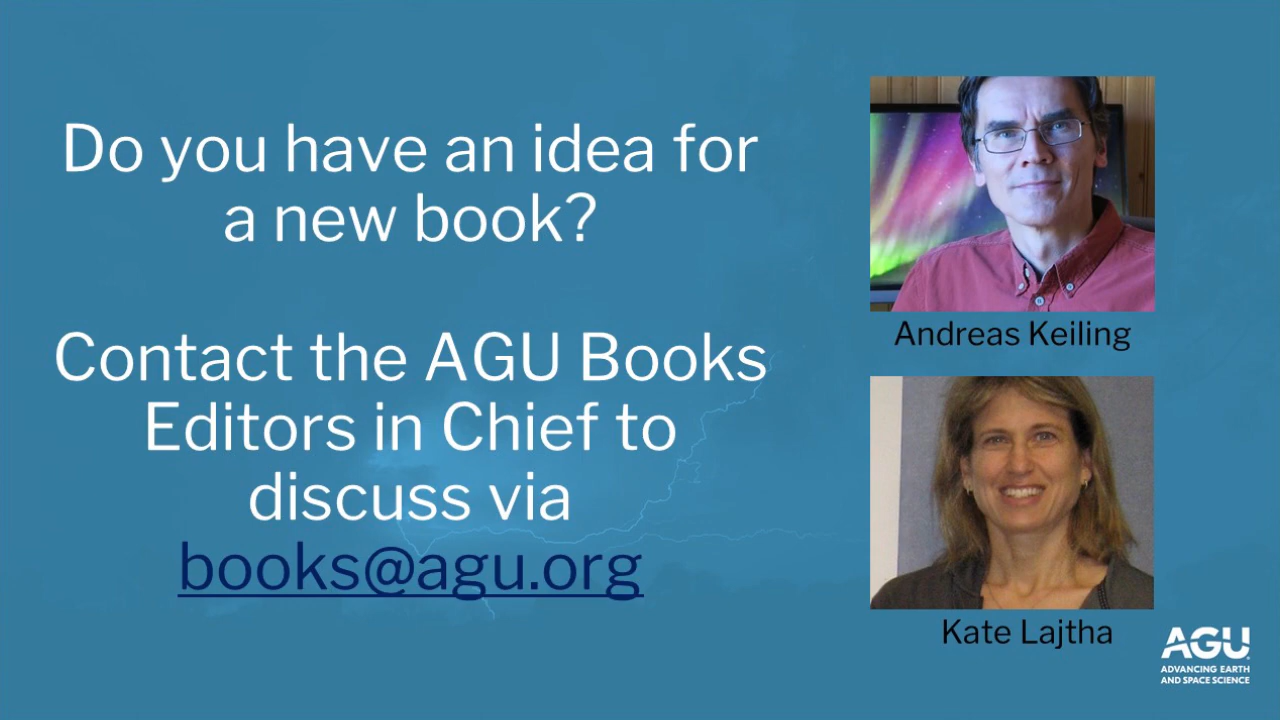 Do you have an idea for
a new book?
Contact the AGU Books
Editors in Chief to
discuss via
books@agu.org
Andreas Keiling
Kate Lajtha
AGU
ADVANCING EARTH
AND SPACE SCIENCE